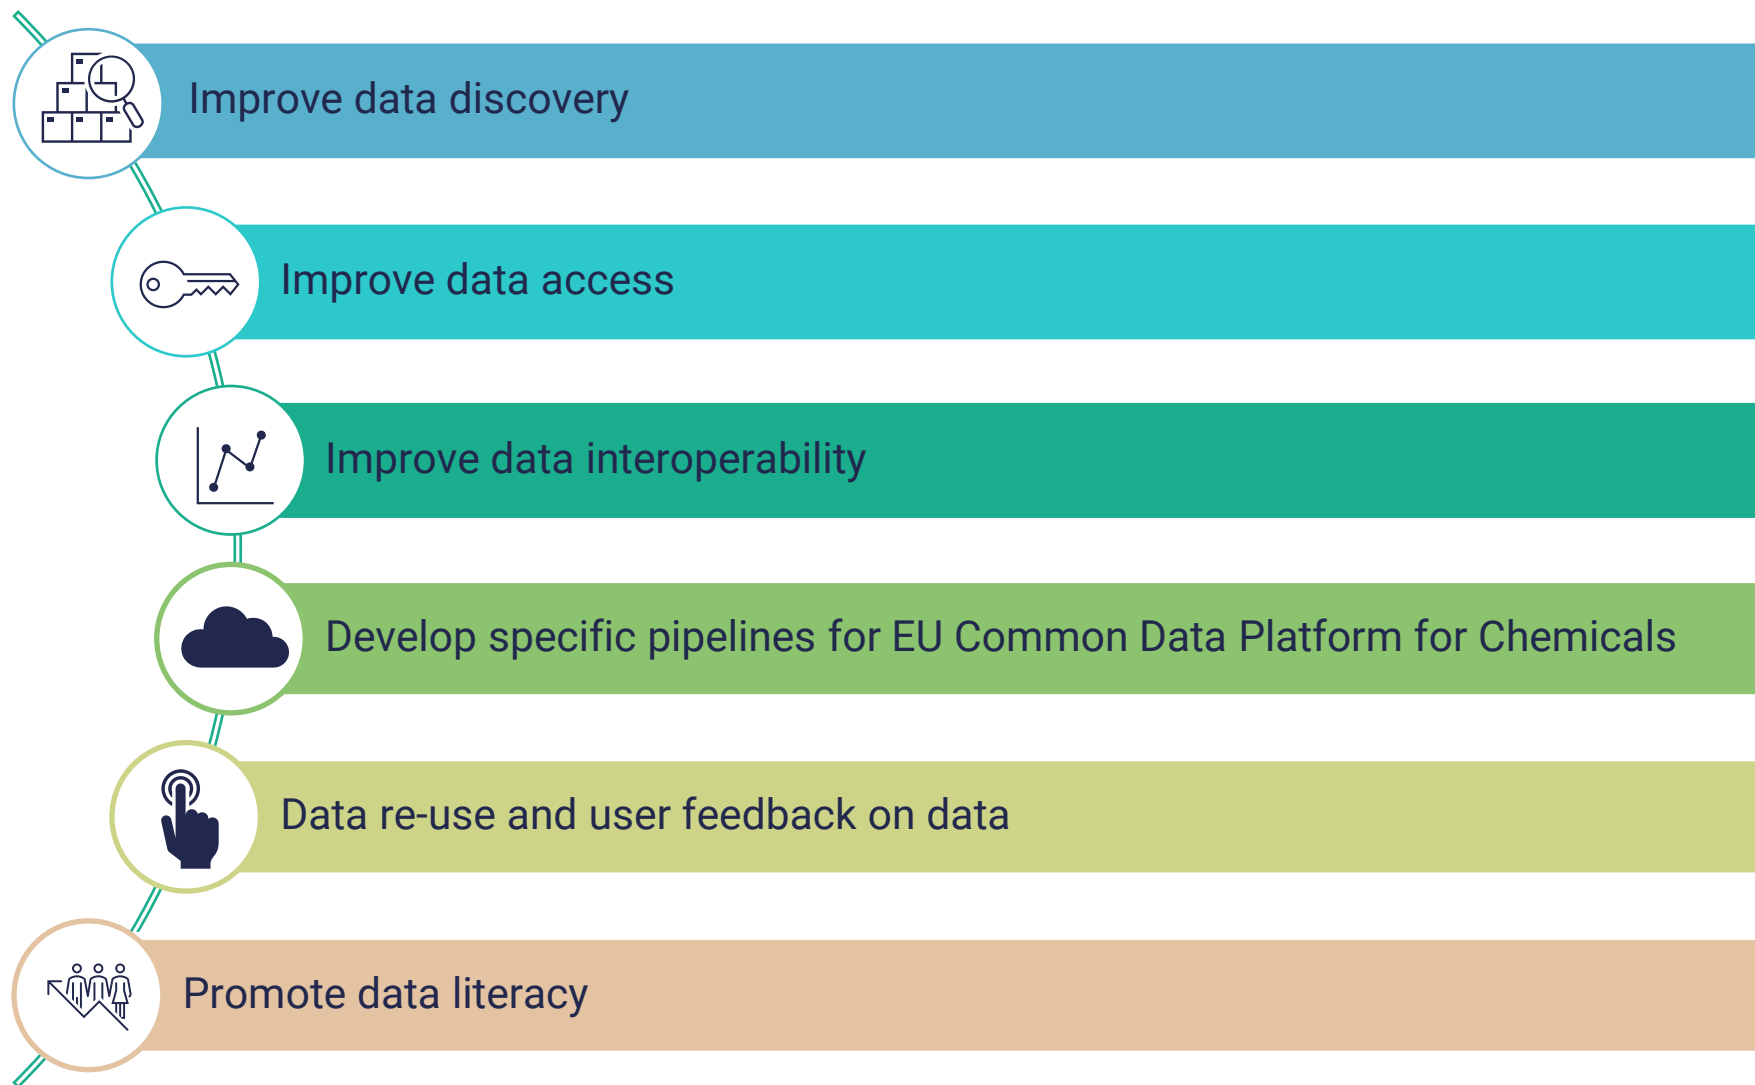 Improve data discovery
Improve data access
Improve data interoperability
Develop specific pipelines for EU Common Data Platform for Chemicals
Data re-use and user feedback on data
Promote data literacy